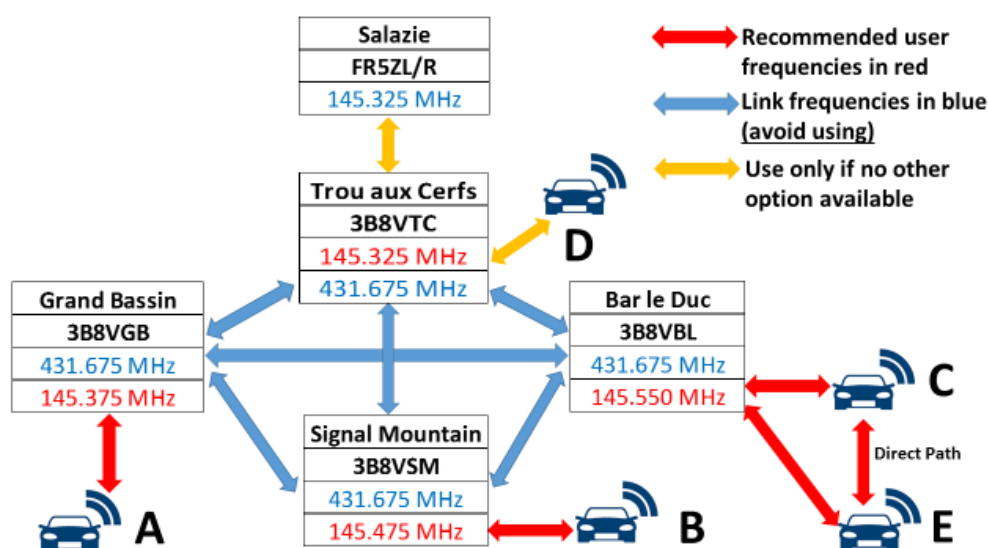 Salazie
FR5ZL/R
145.325 MHz
Recommended user
frequencies in red
Link frequencies in blue
(avoid using)
Use only if no other
option available
Trou aux Cerfs
3B8VTC
145.325 MHz
431.675 MHz
D
Grand Bassin
3B8VGB
431.675 MHz
145.375 MHz
Bar le Duc
3B8VBL
431.675 MHz
145.550 MHz
C
Signal Mountain
3B8VSM
431.675 MHz
145.475 MHz
Direct Path
A
B
E